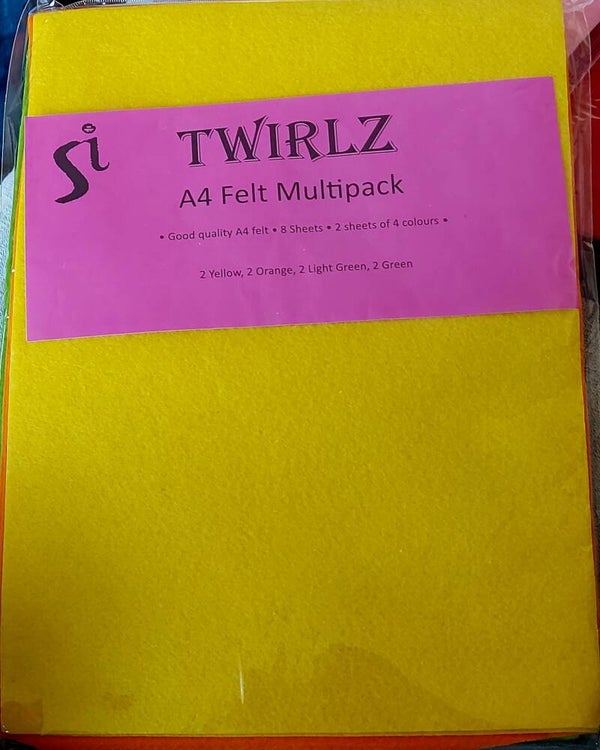 Si
TWIRLZ
A4 Felt Multipack
• Good quality A4 felt • 8 Sheets • 2 sheets of 4 colours •
2 Yellow, 2 Orange, 2 Light Green, 2 Green